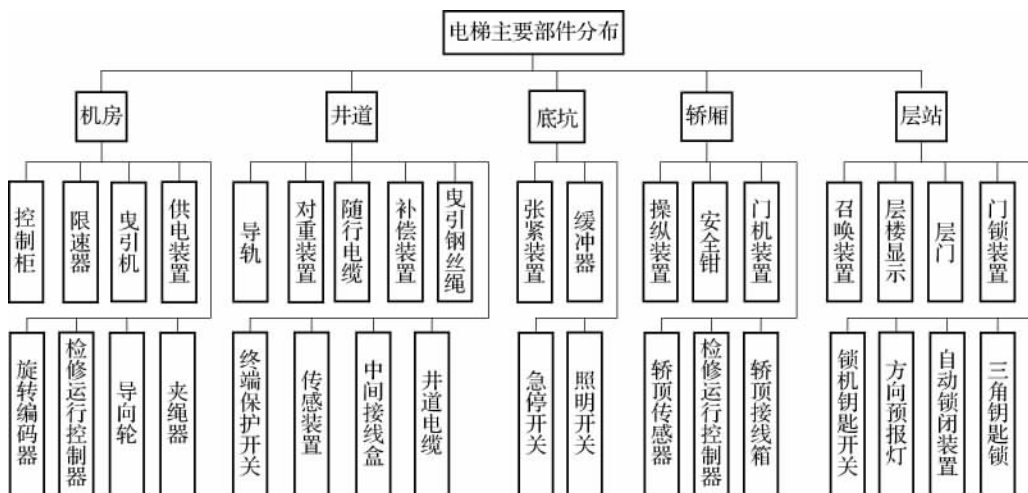 电梯主要部件分布
机房
井道
底坑
轿厢
层站
控制柜
限速器
曳引机
供电装置
导轨
对重装置
随行电缆
补偿装置
曳引钢丝绳
张紧装置
缓冲器
操纵装置
安全钳
门机装置
召唤装置
层楼显示
层门
门锁装置
旋转编码器
检修运行控制器
导向轮
夹绳器
终端保护开关
传感装置
中间接线盒
井道电缆
急停开关
照明开关
轿顶传感器
检修运行控制器
轿顶接线箱
锁机钥匙开关
方向预报灯
自动锁闭装置
三角钥匙锁